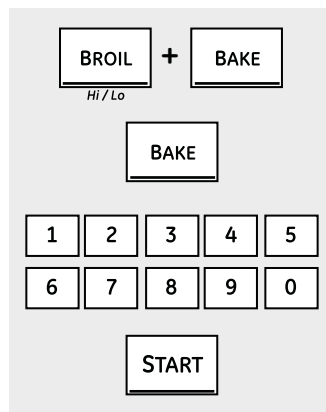 BROIL + BAKE
Hi / Lo
BAKE
1 2 3 4 5
6 7 8 9 0
START